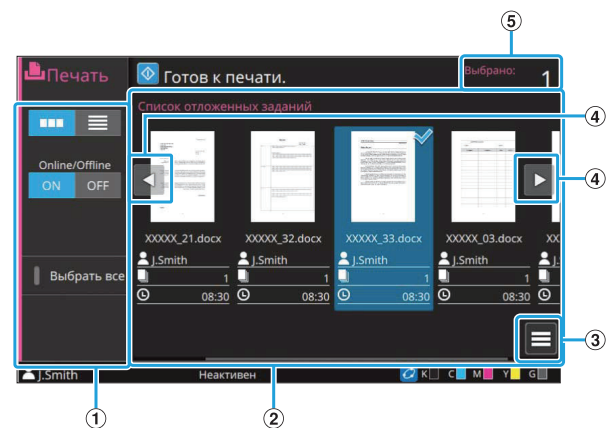 ⑤
Печать
Готов к печати.
Выбрано: 1
Список отложенных заданий
④
Online/Offline
ON OFF
④
XXXXX_21.docx XXXXX_32.docx XXXXX_33.docx XXXXX_03.docx XX
J.Smith J.Smith J.Smith J.Smith J.
Выбрать все
1 1 1 1
08:30 08:30 08:30 08:30
③
J.Smith Неактивен K C M Y G
① ②